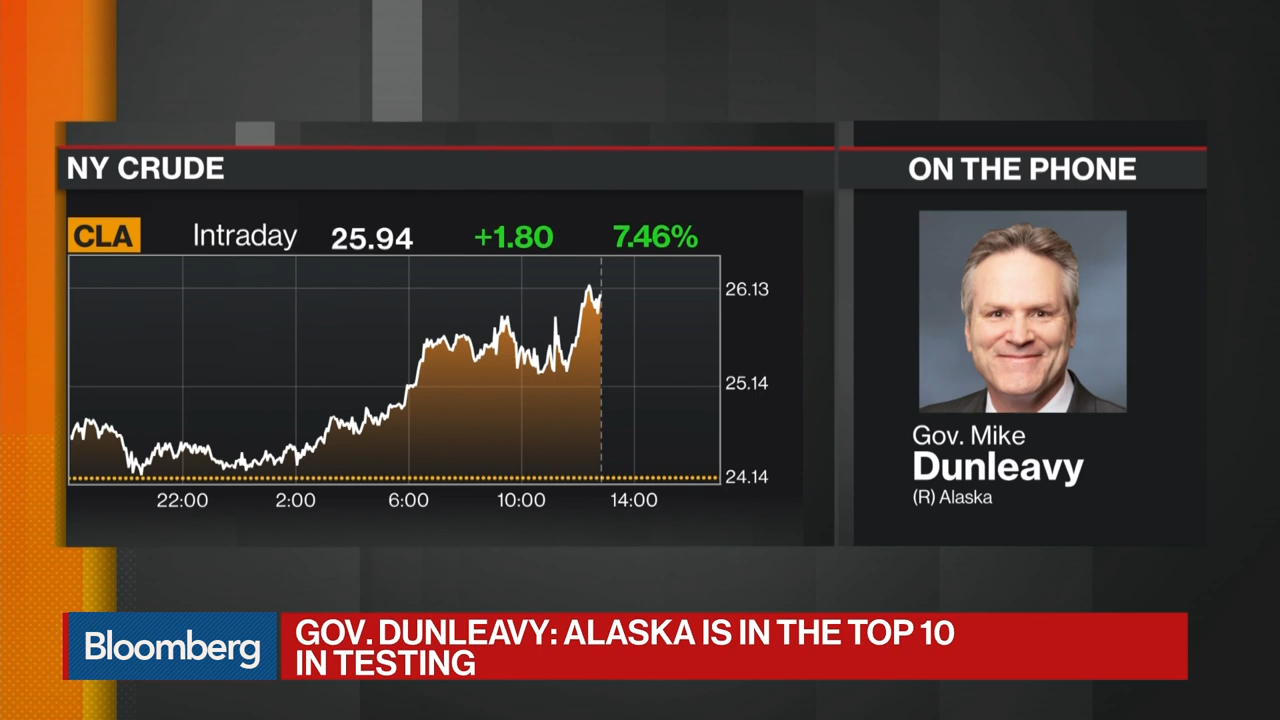 NY CRUDE
CLA Intraday 25.94 +1.80 7.46%
26.13
25.14
24.14
22:00 2:00 6:00 10:00 14:00
ON THE PHONE
Gov. Mike
Dunleavy
(R) Alaska
Bloomberg
GOV. DUNLEAVY: ALASKA IS IN THE TOP 10
IN TESTING